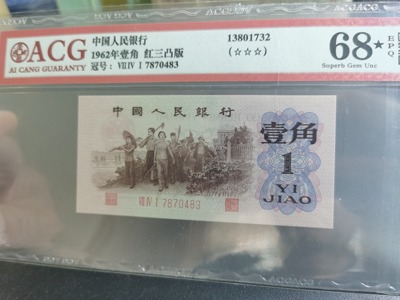 ACG
AI CANG GUARANTY
中国人民银行
1962年壹角 红三凸版
冠号: VII IV I 7870483
13801732
(☆☆☆)
68★
EPQ
Superb Gem Unc
中国人民银行
壹角
1
YI
JIAO
VII IV I 7870483